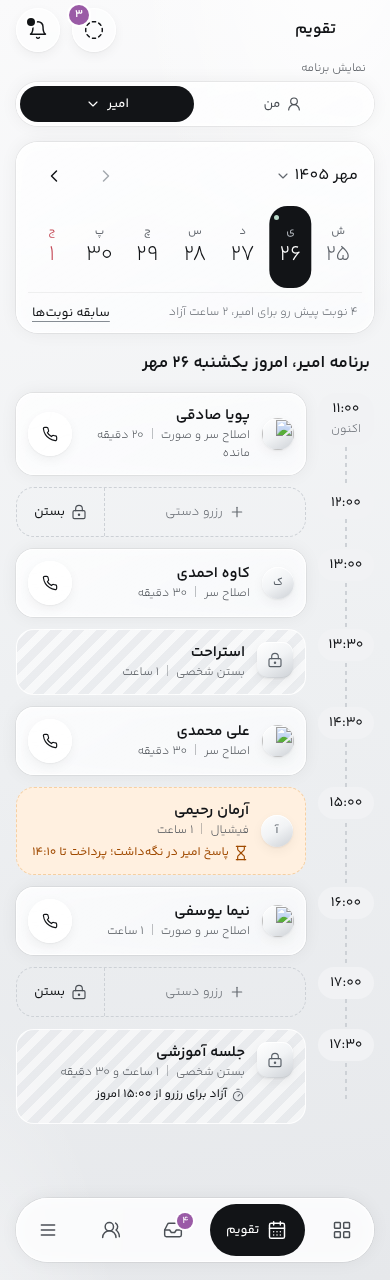 تقویم
۳
نمایش برنامه
من
امیر
مهر ۱۴۰۵
ش ی د س چ پ ج
۲۵ ۲۶ ۲۷ ۲۸ ۲۹ ۳۰ ۱
۴ نوبت پیش رو برای امیر، ۲ ساعت آزاد
سابقه نوبت‌ها
برنامه امیر، امروز یکشنبه ۲۶ مهر
۱۱:۰۰
اکنون
پویا صادقی
اصلاح سر و صورت | ۲۰ دقیقه
مانده
۱۲:۰۰
رزرو دستی
بستن
۱۳:۰۰
ک
کاوه احمدی
اصلاح سر | ۳۰ دقیقه
۱۳:۳۰
استراحت
بستن شخصی | ۱ ساعت
۱۴:۳۰
علی محمدی
اصلاح سر | ۳۰ دقیقه
۱۵:۰۰
آ
آرمان رحیمی
فیشیال | ۱ ساعت
پاسخ امیر در نگه‌داشت؛ پرداخت تا ۱۴:۱۰
۱۶:۰۰
نیما یوسفی
اصلاح سر و صورت | ۱ ساعت
۱۷:۰۰
رزرو دستی
بستن
۱۷:۳۰
جلسه آموزشی
بستن شخصی | ۱ ساعت و ۳۰ دقیقه
آزاد برای رزرو از ۱۵:۰۰ امروز
تقویم
۴